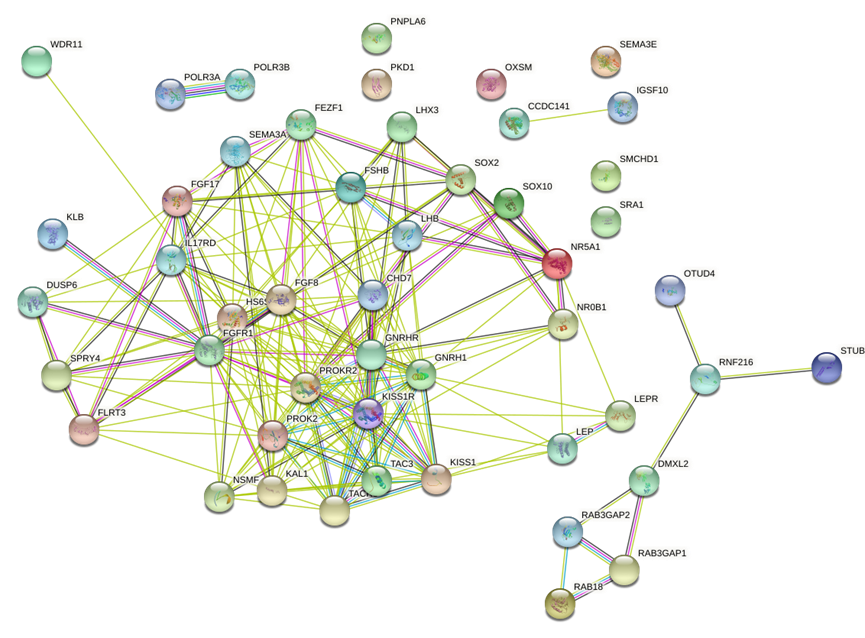 PNPLA6
WDR11
SEMA3E
POLR3B
POLR3A
PKD1
OXSM
IGSF10
CCDC141
FEZF1
LHX3
SEMA3A
SOX2
SMCHD1
FSHB
SOX10
FGF17
SRA1
KLB
LHB
IL17RD
NR5A1
OTUD4
DUSP6
HS6S
FGF8
CHD7
NR0B1
FGFR1
GNRHR
GNRH1
RNF216
STUB
SPRY4
PROKR2
KISS1R
LEPR
FLRT3
PROK2
LEP
TAC3
KISS1
DMXL2
NSMF
KAL1
TAC
RAB3GAP2
RAB3GAP1
RAB18